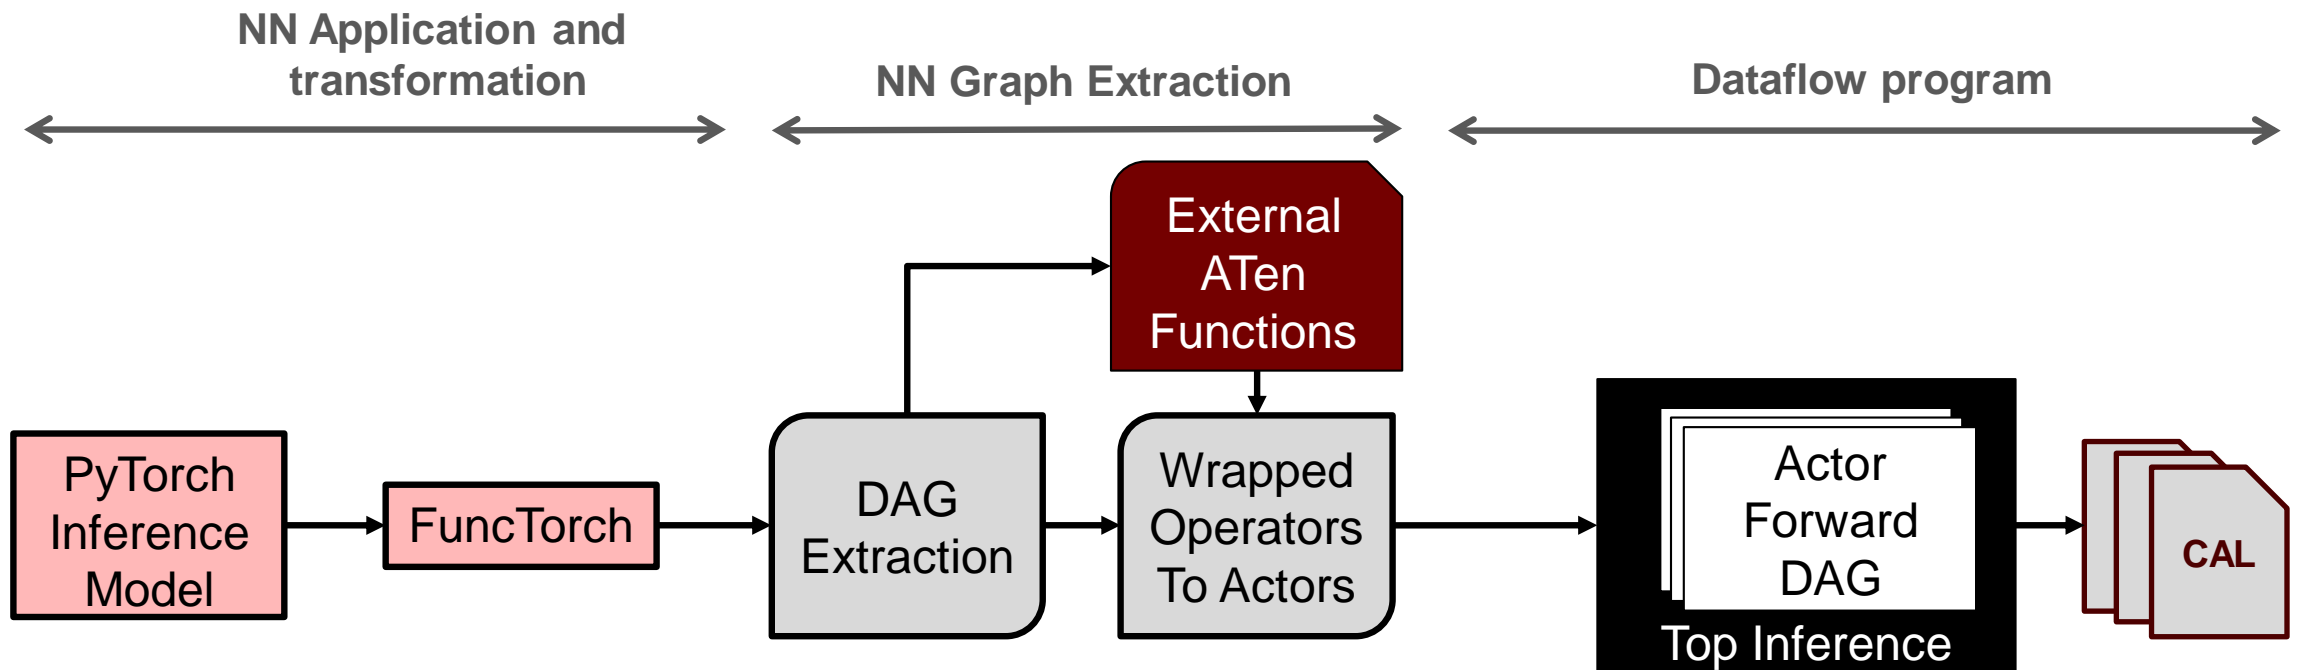 NN Application and
transformation
NN Graph Extraction
Dataflow program
External
ATen
Functions
PyTorch
Inference
Model
FuncTorch
DAG
Extraction
Wrapped
Operators
To Actors
Actor
Forward
DAG
Top Inference
CAL